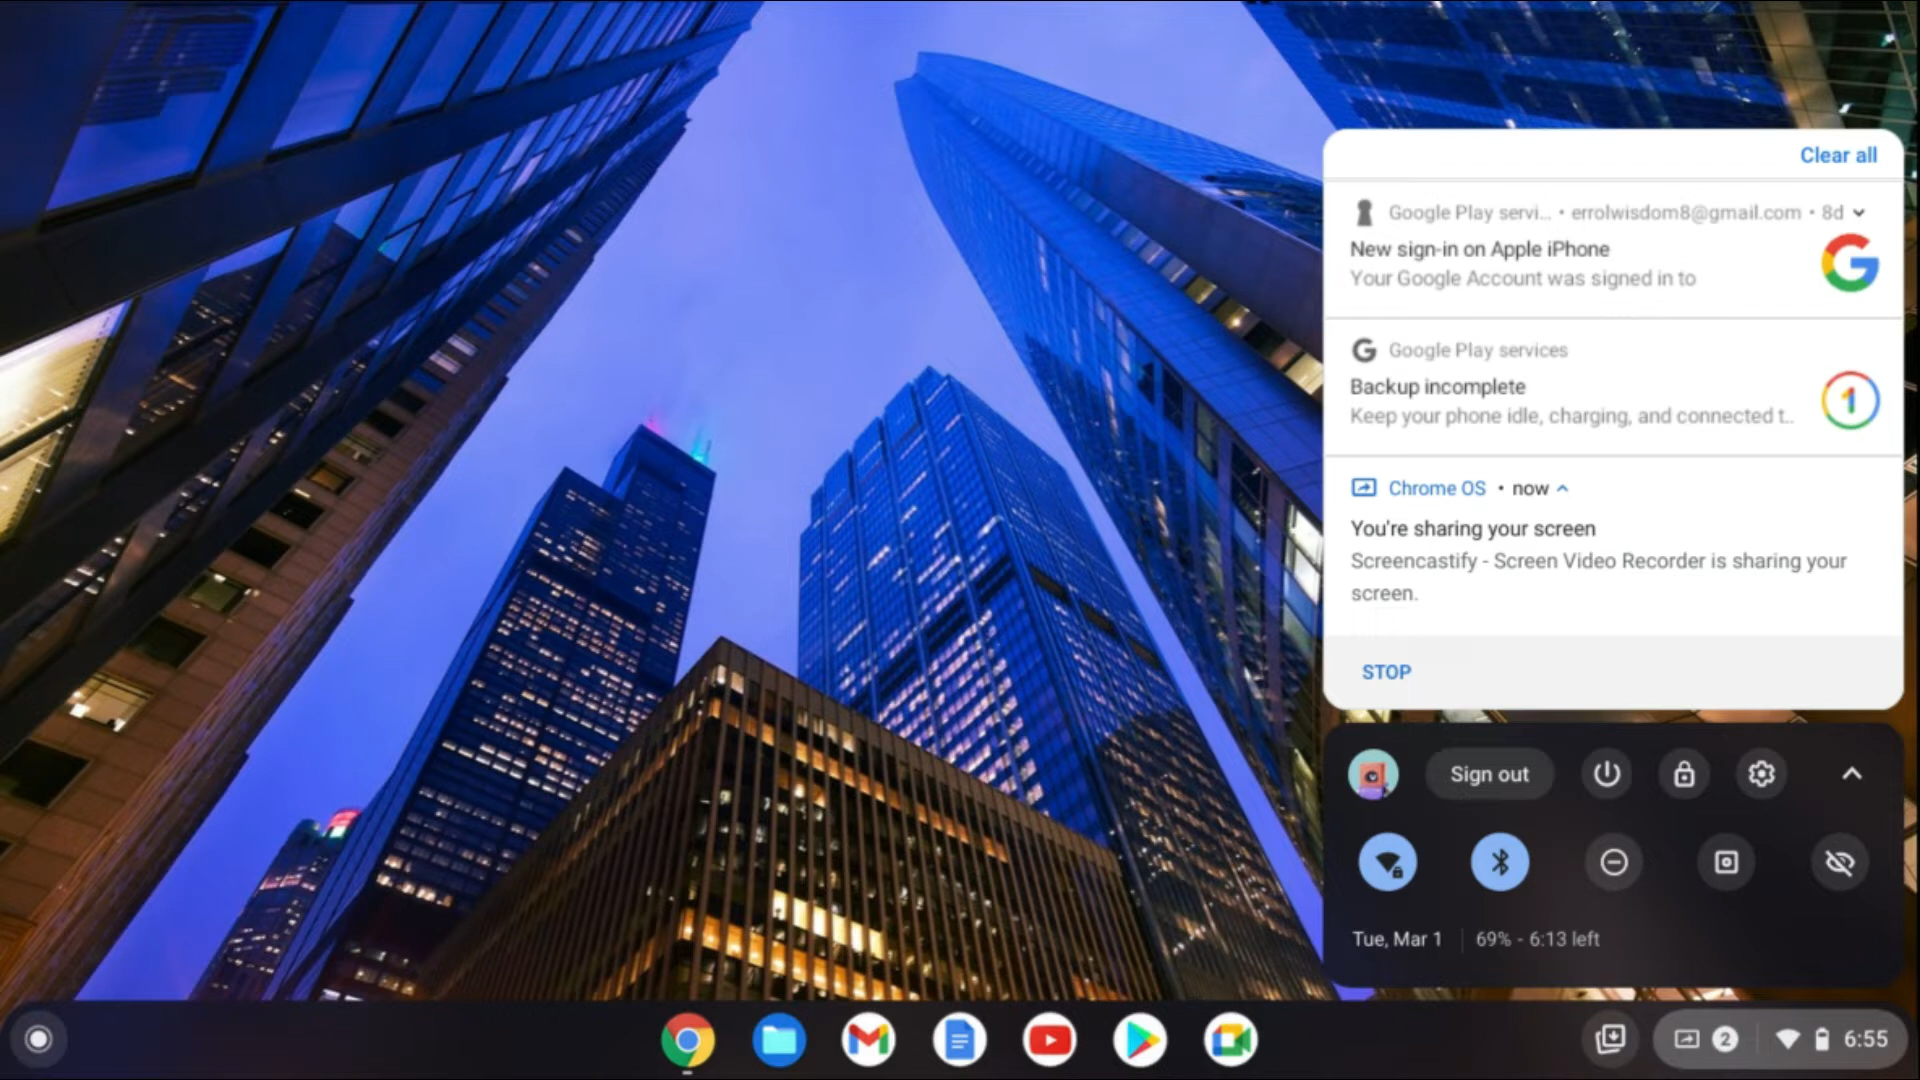 Clear all
Google Play servi... • errolwisdom8@gmail.com • 8d
New sign-in on Apple iPhone
Your Google Account was signed in to
Google Play services
Backup incomplete
Keep your phone idle, charging, and connected t..
1
Chrome OS • now
You're sharing your screen
Screencastify - Screen Video Recorder is sharing your
screen.
STOP
Sign out
Tue, Mar 1 69% - 6:13 left
2 6:55